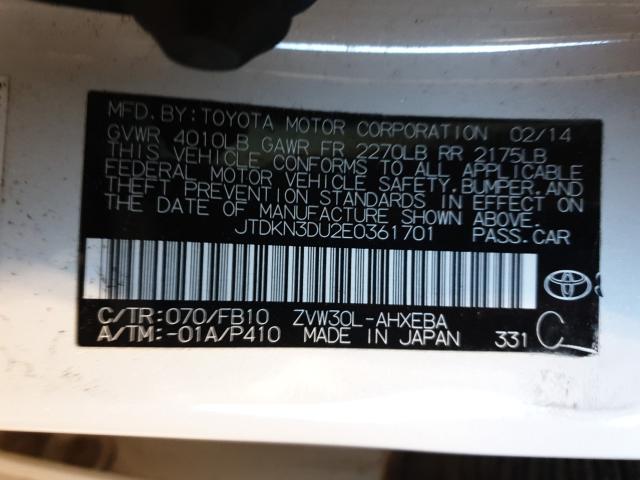 MFD. BY: TOYOTA MOTOR CORPORATION 02/14
GVWR 4010LB GAWR FR 2270LB RR 2175LB
THIS VEHICLE CONFORMS TO ALL APPLICABLE
FEDERAL MOTOR VEHICLE SAFETY, BUMPER, AND
THEFT PREVENTION STANDARDS IN EFFECT ON
THE DATE OF MANUFACTURE SHOWN ABOVE.
JTDKN3DU2E0361701 PASS. CAR
C/TR: 070/FB10 ZVW30L-AHXEBA
A/TM: -01A/P410 MADE IN JAPAN 331 C